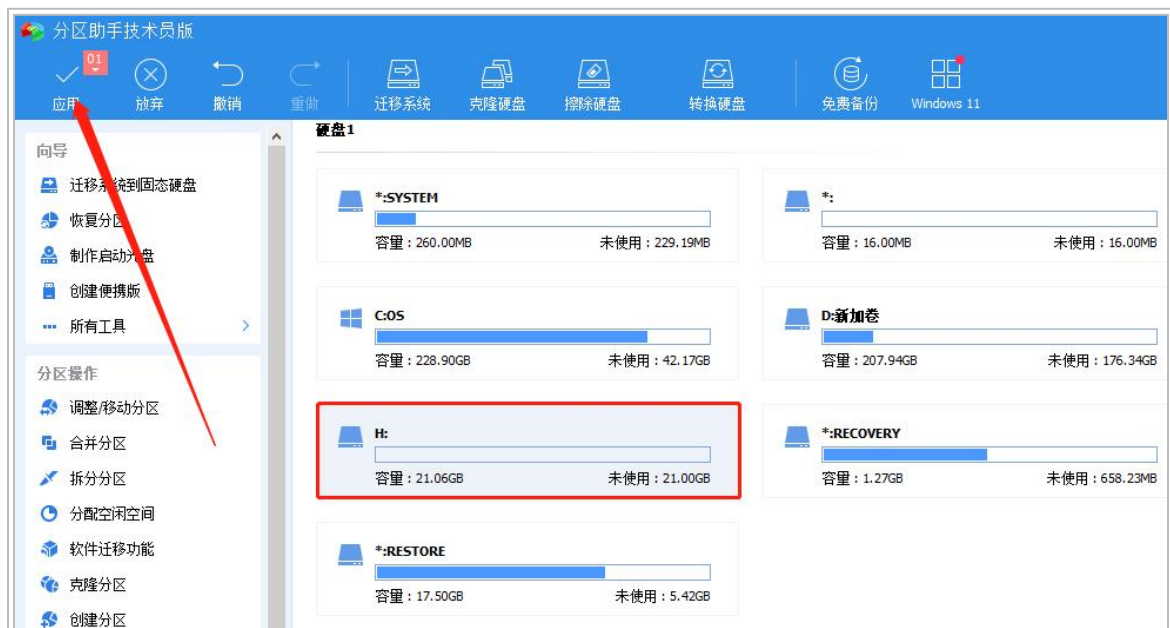 分区助手技术员版
01
应用 放弃 撤销 重做 迁移系统 克隆硬盘 擦除硬盘 转换硬盘 免费备份 Windows 11
向导
迁移系统到固态硬盘
恢复分区
制作启动光盘
创建便携版
所有工具
分区操作
调整/移动分区
合并分区
拆分分区
分配空闲空间
软件迁移功能
克隆分区
创建分区
硬盘1
*:SYSTEM
容量：260.00MB 未使用：229.19MB
*:
容量：16.00MB 未使用：16.00MB
C:OS
容量：228.90GB 未使用：42.17GB
D:新加卷
容量：207.94GB 未使用：176.34GB
H:
容量：21.06GB 未使用：21.00GB
*:RECOVERY
容量：1.27GB 未使用：658.23MB
*:RESTORE
容量：17.50GB 未使用：5.42GB